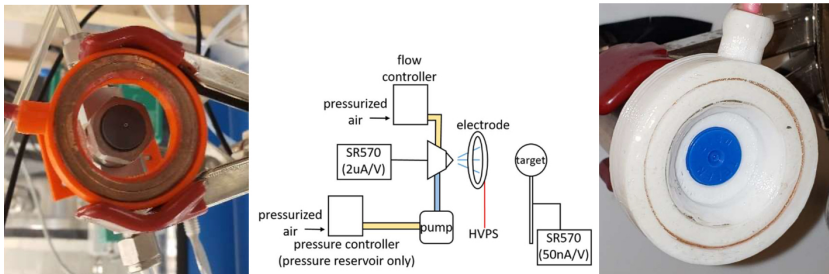 flow
controller
pressurized
air
electrode
SR570
(2uA/V)
target
pressurized
air
pump
HVPS
pressure controller
(pressure reservoir only)
SR570
(50nA/V)